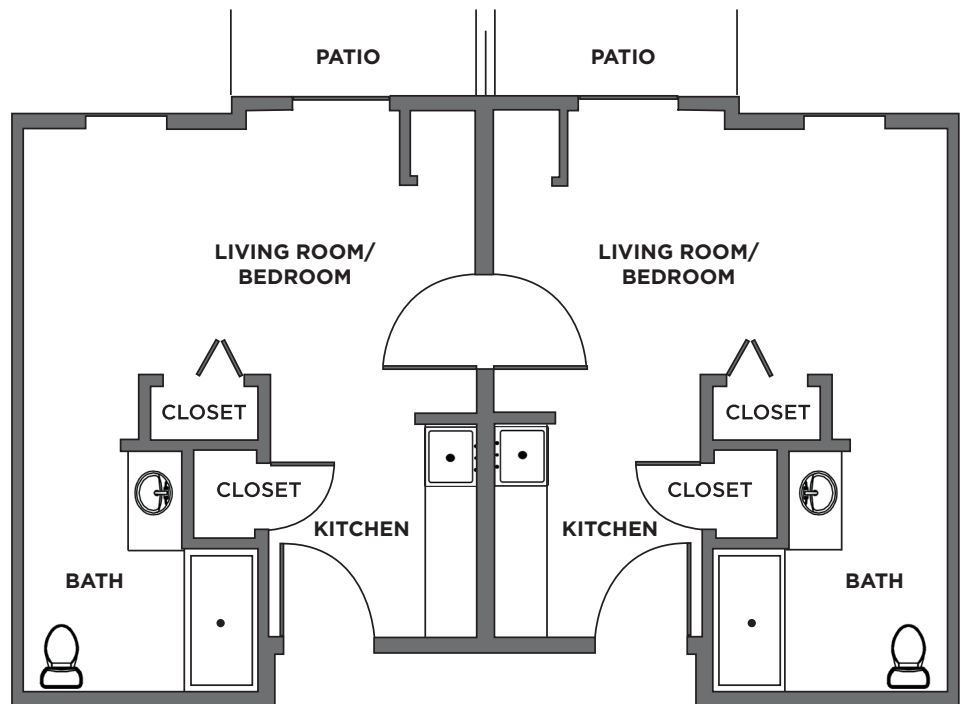 PATIO
PATIO
LIVING ROOM/
BEDROOM
LIVING ROOM/
BEDROOM
CLOSET
CLOSET
CLOSET
CLOSET
KITCHEN
KITCHEN
BATH
BATH